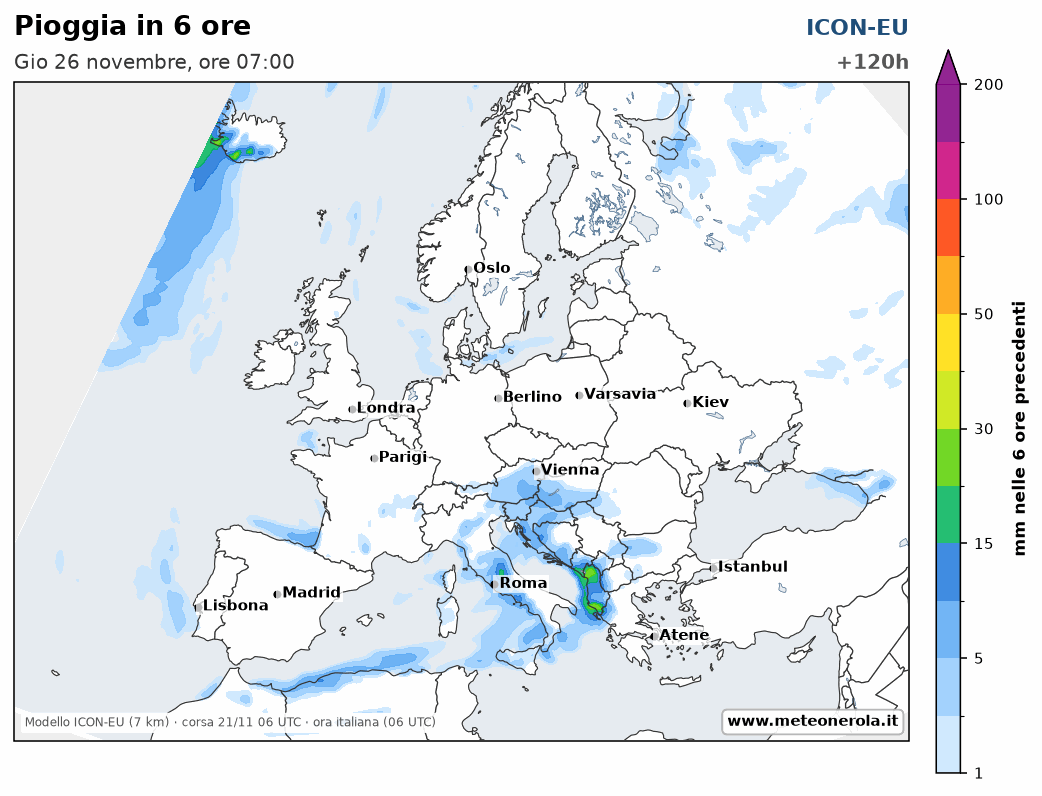 Pioggia in 6 ore
ICON-EU
Gio 26 novembre, ore 07:00
+120h
200
100
50
30
15
5
1
mm nelle 6 ore precedenti
Oslo
Berlino
Varsavia
Kiev
Londra
Parigi
Vienna
Istanbul
Roma
Madrid
Lisbona
Atene
Modello ICON-EU (7 km) · corsa 21/11 06 UTC · ora italiana (06 UTC)
www.meteonerola.it